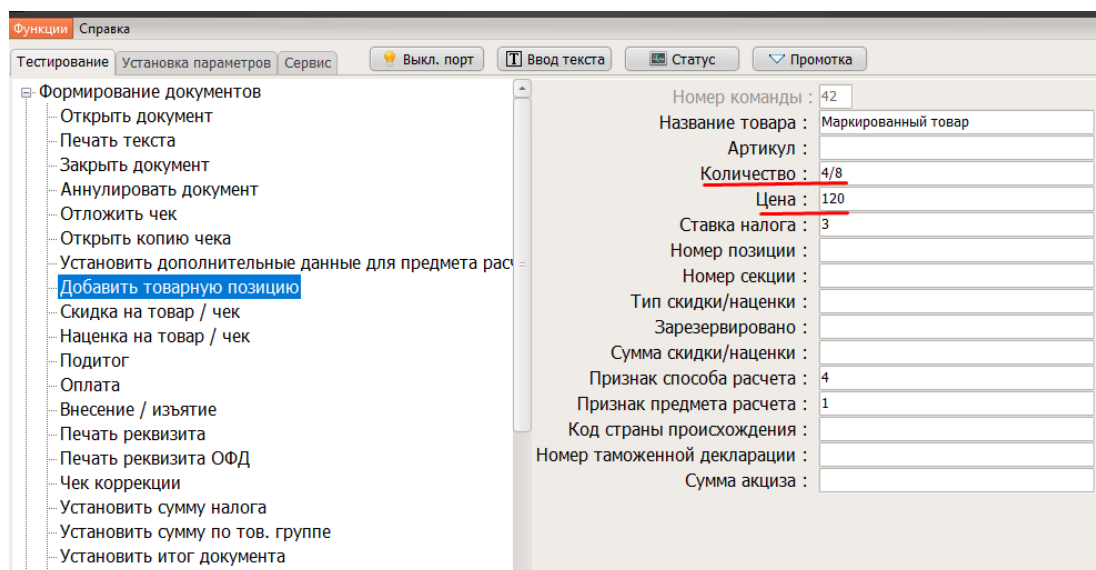 Функции Справка
Тестирование Установка параметров Сервис Выкл. порт Ввод текста Статус Промотка
Формирование документов
Открыть документ
Печать текста
Закрыть документ
Аннулировать документ
Отложить чек
Открыть копию чека
Установить дополнительные данные для предмета расч
Добавить товарную позицию
Скидка на товар / чек
Наценка на товар / чек
Подитог
Оплата
Внесение / изъятие
Печать реквизита
Печать реквизита ОФД
Чек коррекции
Установить сумму налога
Установить сумму по тов. группе
Установить итог документа
Номер команды : 42
Название товара : Маркированный товар
Артикул :
Количество : 4/8
Цена : 120
Ставка налога : 3
Номер позиции :
Номер секции :
Тип скидки/наценки :
Зарезервировано :
Сумма скидки/наценки :
Признак способа расчета : 4
Признак предмета расчета : 1
Код страны происхождения :
Номер таможенной декларации :
Сумма акциза :